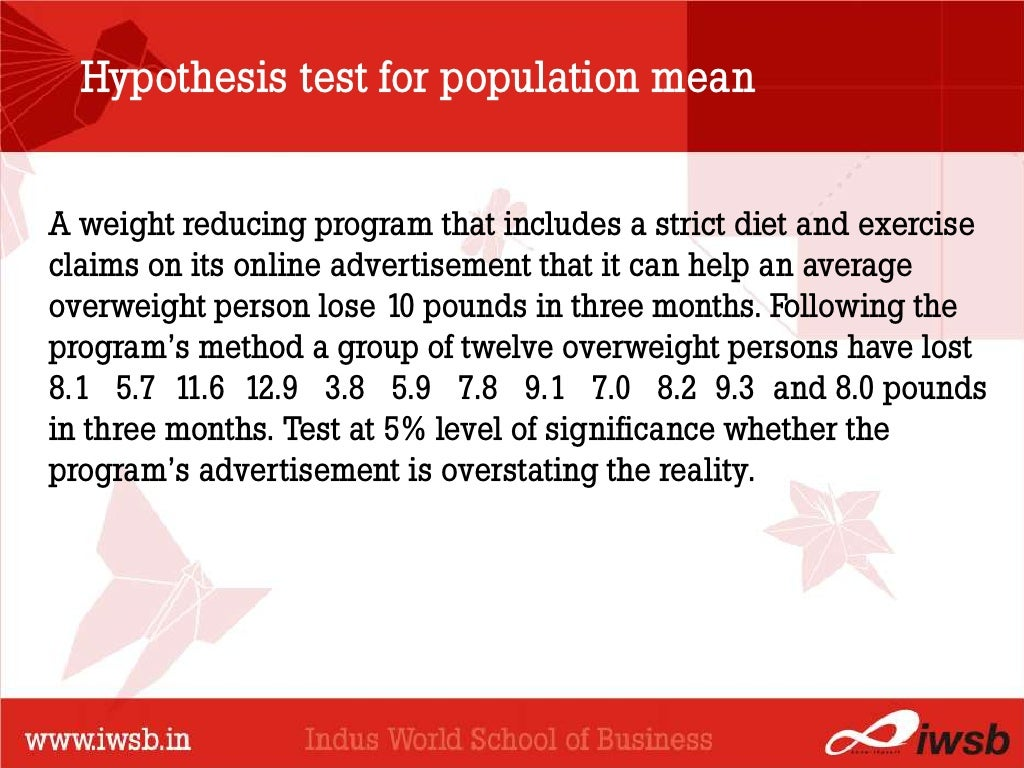 Hypothesis test for population mean
A weight reducing program that includes a strict diet and exercise
claims on its online advertisement that it can help an average
overweight person lose 10 pounds in three months. Following the
program's method a group of twelve overweight persons have lost
8.1 5.7 11.6 12.9 3.8 5.9 7.8 9.1 7.0 8.2 9.3 and 8.0 pounds
in three months. Test at 5% level of significance whether the
program's advertisement is overstating the reality.
www.iwsb.in Indus World School of Business iwsb